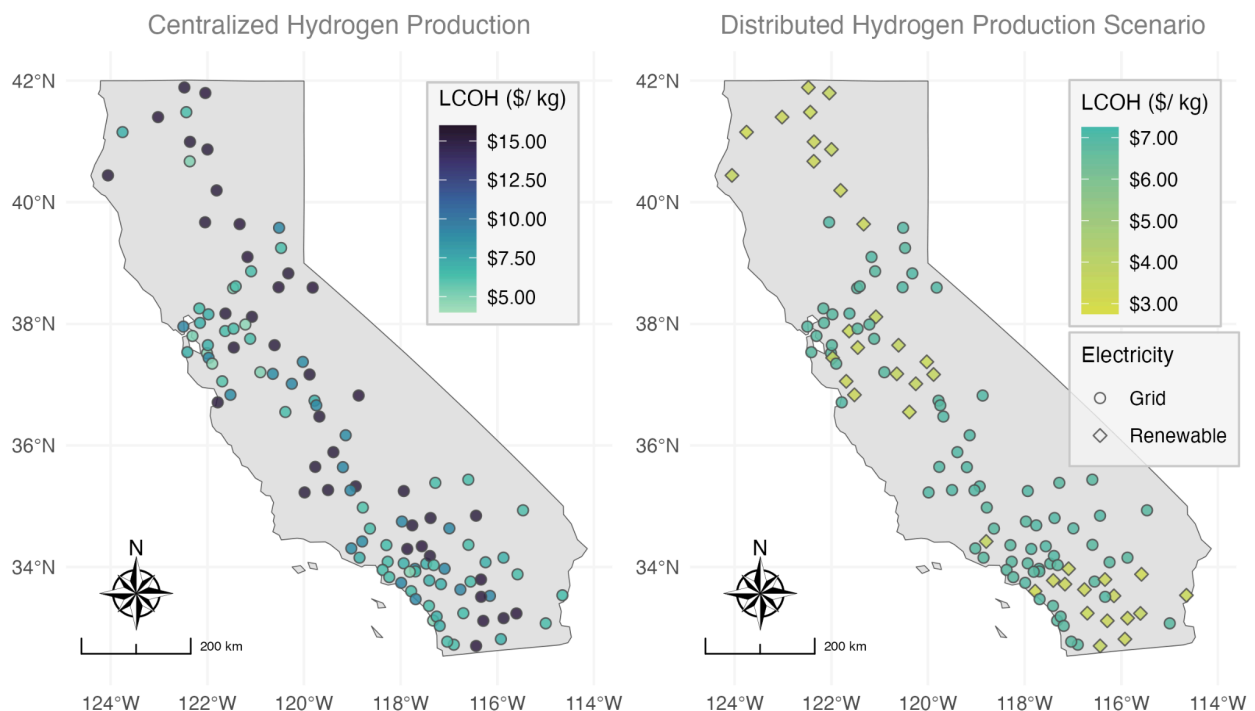 Centralized Hydrogen Production
42°N
40°N
38°N
36°N
34°N
LCOH ($/ kg)
$15.00
$12.50
$10.00
$7.50
$5.00
N
200 km
124°W 122°W 120°W 118°W 116°W 114°W
Distributed Hydrogen Production Scenario
42°N
40°N
38°N
36°N
34°N
LCOH ($/ kg)
$7.00
$6.00
$5.00
$4.00
$3.00
Electricity
Grid
Renewable
N
200 km
124°W 122°W 120°W 118°W 116°W 114°W